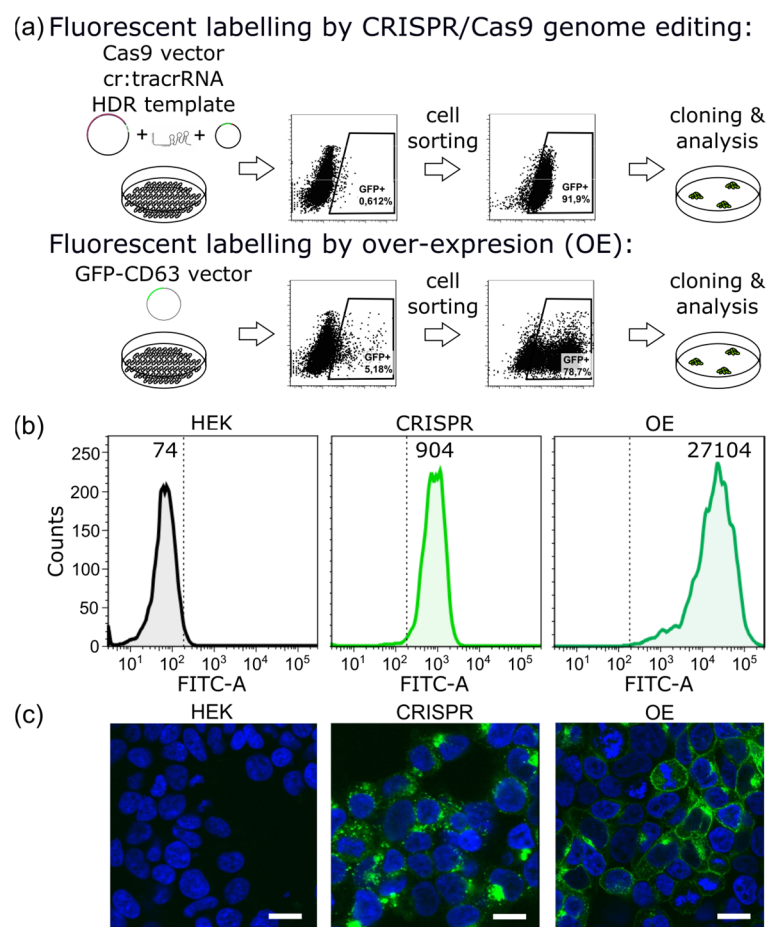 (a) Fluorescent labelling by CRISPR/Cas9 genome editing:
Cas9 vector
cr:tracrRNA
HDR template
+ +
GFP+
0,612%
cell
sorting
GFP+
91,9%
cloning &
analysis
Fluorescent labelling by over-expresion (OE):
GFP-CD63 vector
GFP+
5,18%
cell
sorting
GFP+
78,7%
cloning &
analysis
(b)
HEK CRISPR OE
74 904 27104
Counts
250
200
150
100
50
0
10¹ 10² 10³ 10⁴ 10⁵ 10¹ 10² 10³ 10⁴ 10⁵ 10¹ 10² 10³ 10⁴ 10⁵
FITC-A FITC-A FITC-A
(c)
HEK CRISPR OE